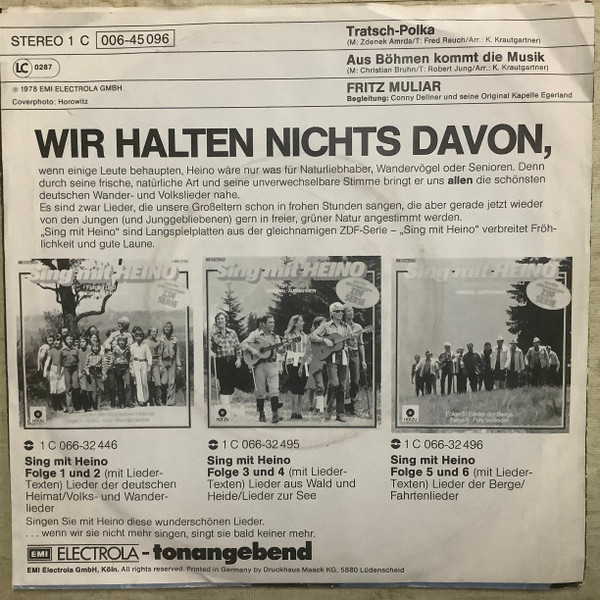 STEREO 1 C 006-45 096
LC 0287
℗ 1978 EMI ELECTROLA GMBH
Coverphoto: Horowitz
Tratsch-Polka
(M: Zdenek Amrda/T: Fred Rauch/Arr.: K. Krautgartner)
Aus Böhmen kommt die Musik
(M: Christian Bruhn/T: Robert Jung/Arr.: K. Krautgartner)
FRITZ MULIAR
Begleitung: Conny Dellner und seine Original Kapelle Egerland
WIR HALTEN NICHTS DAVON,
wenn einige Leute behaupten, Heino wäre nur was für Naturliebhaber, Wandervögel oder Senioren. Denn
durch seine frische, natürliche Art und seine unverwechselbare Stimme bringt er uns allen die schönsten
deutschen Wander- und Volkslieder nahe.
Es sind zwar Lieder, die unsere Großeltern schon in frohen Stunden sangen, die aber gerade jetzt wieder
von den Jungen (und Junggebliebenen) gern in freier, grüner Natur angestimmt werden.
„Sing mit Heino“ sind Langspielplatten aus der gleichnamigen ZDF-Serie – „Sing mit Heino“ verbreitet Fröh-
lichkeit und gute Laune.
Sing mit HEINO
Sing mit HEINO
Sing mit HEINO
ZDF SERIE
ZDF SERIE
ZDF SERIE
HÖRZU
HÖRZU
HÖRZU
1 C 066-32 446
Sing mit Heino
Folge 1 und 2 (mit Lieder-
Texten) Lieder der deutschen
Heimat/Volks- und Wander-
lieder
1 C 066-32 495
Sing mit Heino
Folge 3 und 4 (mit Lieder-
Texten) Lieder aus Wald und
Heide/Lieder zur See
1 C 066-32 496
Sing mit Heino
Folge 5 und 6 (mit Lieder-
Texten) Lieder der Berge/
Fahrtenlieder
Singen Sie mit Heino diese wunderschönen Lieder.
. . . wenn wir sie nicht mehr singen, singt sie bald keiner mehr.
EMI ELECTROLA - tonangebend
EMI Electrola GmbH, Köln. All rights reserved. Printed in Germany by Druckhaus Maack KG, 5880 Lüdenscheid